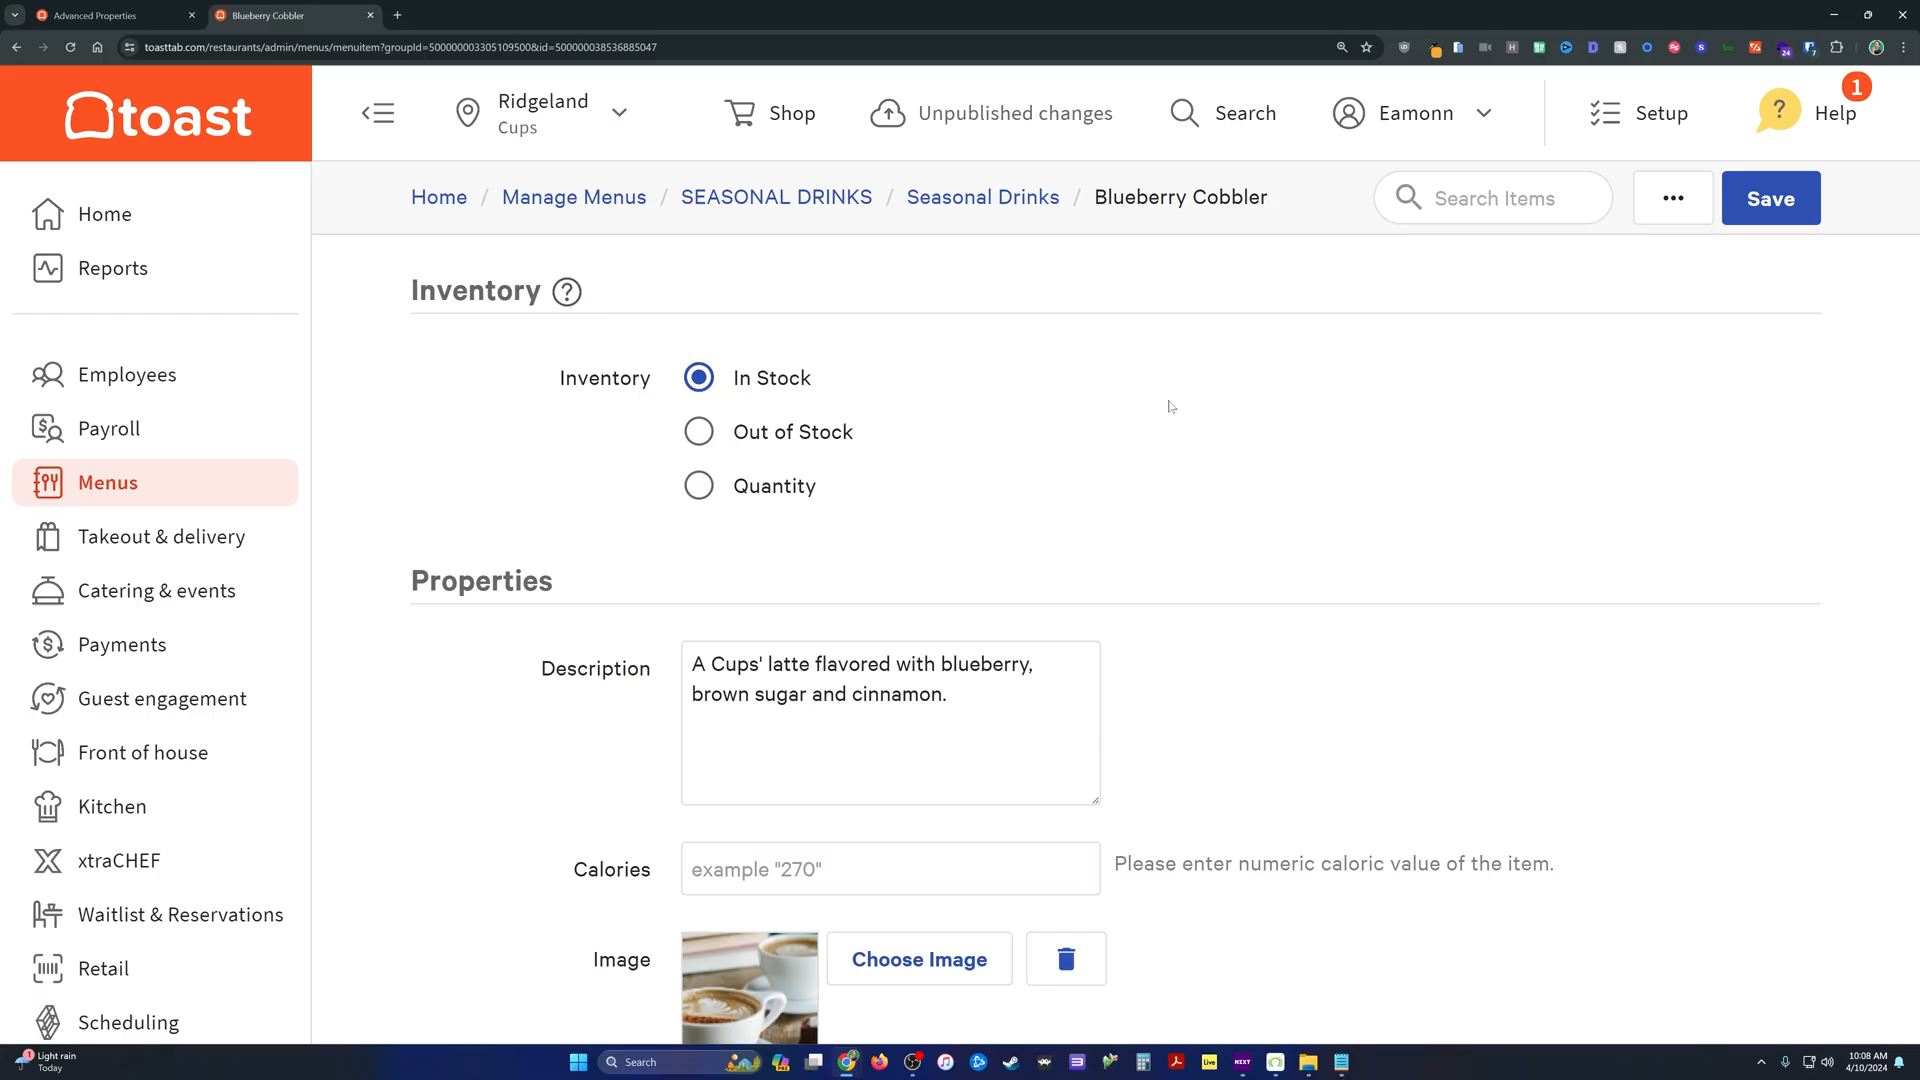 Advanced Properties
Blueberry Cobbler
toasttab.com/restaurants/admin/menus/menuitem?groupId=5000000033051095008&id=500000038536885047
toast
Ridgeland
Cups
Shop
Unpublished changes
Search
Eamonn
Setup
?
Help
1
Home / Manage Menus / SEASONAL DRINKS / Seasonal Drinks / Blueberry Cobbler
Search Items
...
Save
Home
Reports
Employees
Payroll
Menus
Takeout & delivery
Catering & events
Payments
Guest engagement
Front of house
Kitchen
xtraCHEF
Waitlist & Reservations
Retail
Scheduling
Inventory ?
Inventory
In Stock
Out of Stock
Quantity
Properties
Description
A Cups' latte flavored with blueberry,
brown sugar and cinnamon.
Calories
example "270"
Please enter numeric caloric value of the item.
Image
Choose Image
1
Light rain
Today
Search
10:08 AM
4/10/2024